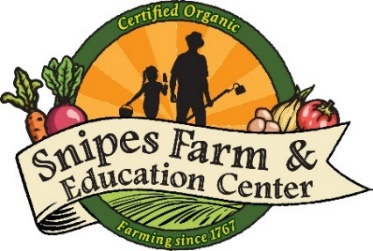 Certified Organic
Snipes Farm &
Education Center
Farming since 1767